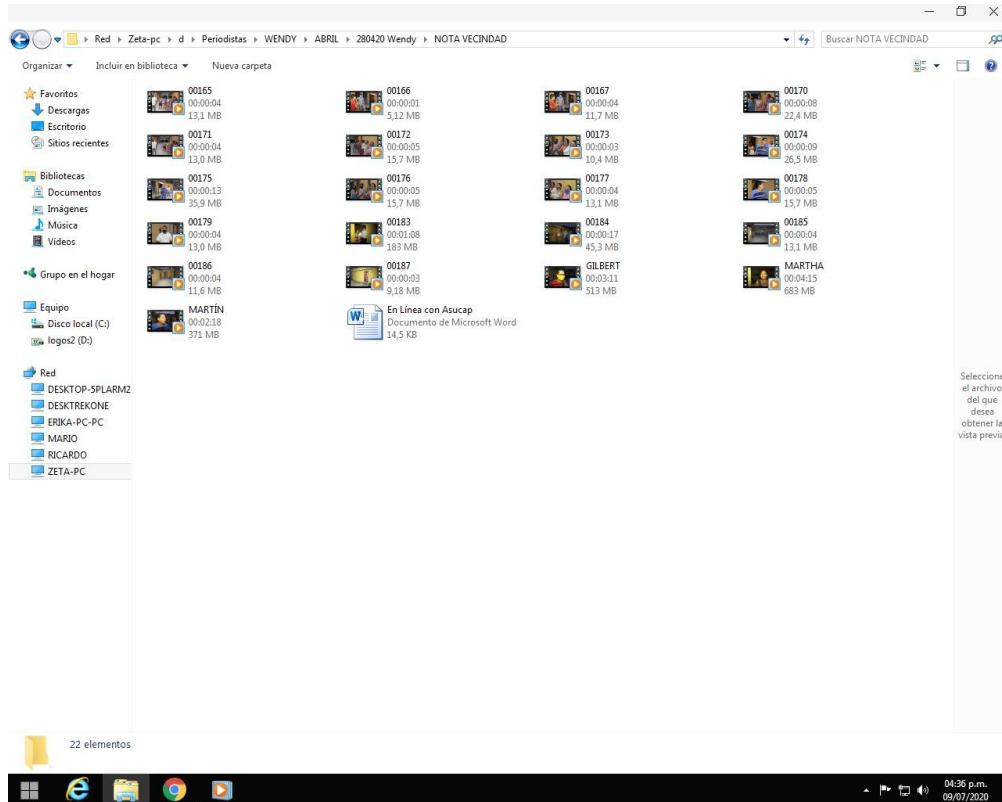 Red ▸ Zeta-pc ▸ d ▸ Periodistas ▸ WENDY ▸ ABRIL ▸ 280420 Wendy ▸ NOTA VECINDAD
Buscar NOTA VECINDAD
Organizar
Incluir en biblioteca
Nueva carpeta
Favoritos
Descargas
Escritorio
Sitios recientes
Bibliotecas
Documentos
Imágenes
Música
Vídeos
Grupo en el hogar
Equipo
Disco local (C:)
logos2 (D:)
Red
DESKTOP-5PLARM2
DESKTREKONE
ERIKA-PC-PC
MARIO
RICARDO
ZETA-PC
00165
00:00:04
13,1 MB
00166
00:00:01
5,12 MB
00167
00:00:04
11,7 MB
00170
00:00:08
22,4 MB
00171
00:00:04
13,0 MB
00172
00:00:05
15,7 MB
00173
00:00:03
10,4 MB
00174
00:00:09
26,5 MB
00175
00:00:13
35,9 MB
00176
00:00:05
15,7 MB
00177
00:00:04
13,1 MB
00178
00:00:05
15,7 MB
00179
00:00:04
13,0 MB
00183
00:01:08
183 MB
00184
00:00:17
45,3 MB
00185
00:00:04
13,1 MB
00186
00:00:04
11,6 MB
00187
00:00:03
9,18 MB
GILBERT
00:03:11
513 MB
MARTHA
00:04:15
683 MB
MARTÍN
00:02:18
371 MB
En Línea con Asucap
Documento de Microsoft Word
14,5 KB
Seleccione
el archivo
del que
desea
obtener la
vista previa
22 elementos
04:36 p.m.
09/07/2020